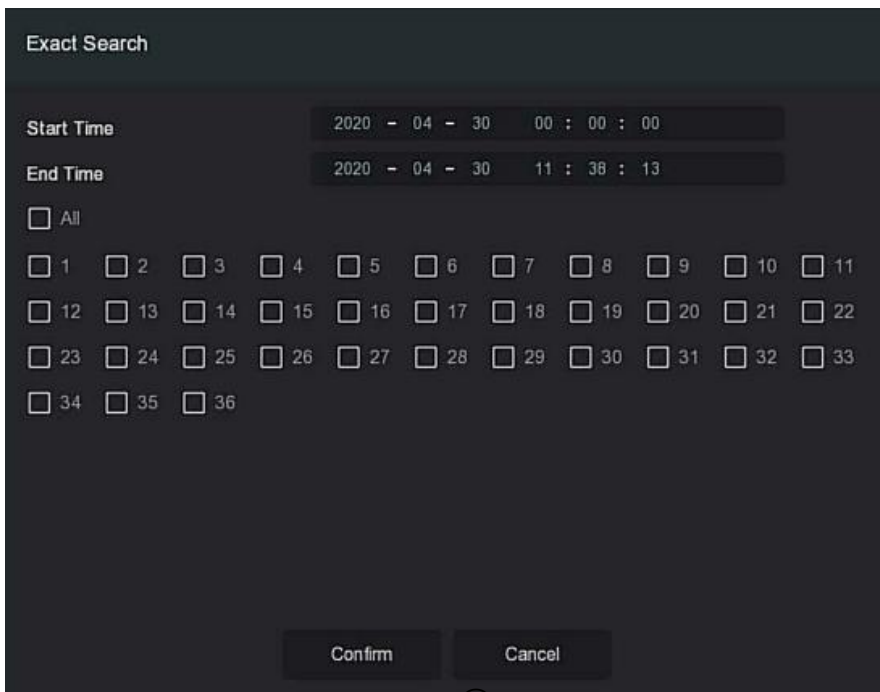 Exact Search
Start Time 2020 - 04 - 30 00 : 00 : 00
End Time 2020 - 04 - 30 11 : 38 : 13
All
1 2 3 4 5 6 7 8 9 10 11
12 13 14 15 16 17 18 19 20 21 22
23 24 25 26 27 28 29 30 31 32 33
34 35 36
Confirm Cancel